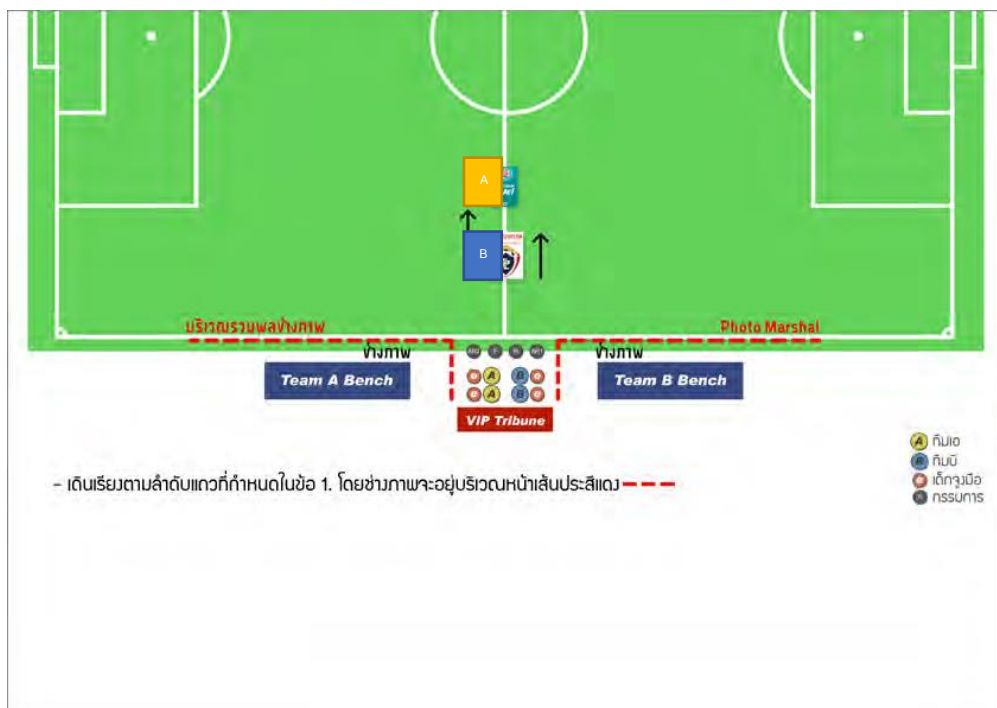 A
B
บริเวณรวมพลช่างภาพ
Photo Marshal
ช่างภาพ
ช่างภาพ
Team A Bench
A B
A B
Team B Bench
VIP Tribune
A ทีมเอ
B ทีมบี
เด็กจูงมือ
กรรมการ
- เดินเรียงตามลำดับแถวที่กำหนดในข้อ 1. โดยช่างภาพจะอยู่บริเวณหน้าเส้นประสีแดง